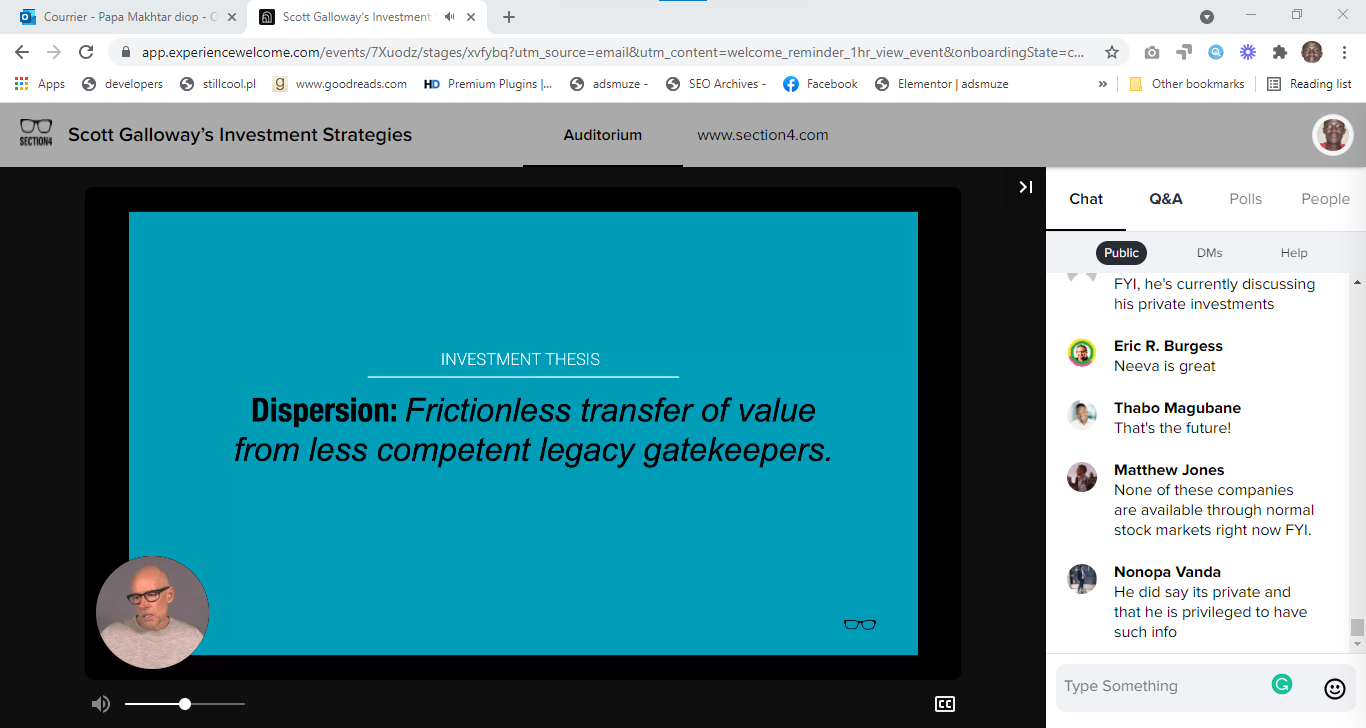 Courrier - Papa Makhtar diop - O
Scott Galloway's Investment
app.experiencewelcome.com/events/7Xuodz/stages/xvfybq?utm_source=email&utm_content=welcome_reminder_1hr_view_event&onboardingState=c...
Apps
developers
stillcool.pl
g www.goodreads.com
HD Premium Plugins |...
adsmuze -
SEO Archives -
Facebook
Elementor | adsmuze
»
Other bookmarks
Reading list
SECTION4
Scott Galloway’s Investment Strategies
Auditorium
www.section4.com
INVESTMENT THESIS
Dispersion: Frictionless transfer of value
from less competent legacy gatekeepers.
CC
Chat
Q&A
Polls
People
Public
DMs
Help
FYI, he's currently discussing
his private investments
Eric R. Burgess
Neeva is great
Thabo Magubane
That's the future!
Matthew Jones
None of these companies
are available through normal
stock markets right now FYI.
Nonopa Vanda
He did say its private and
that he is privileged to have
such info
Type Something